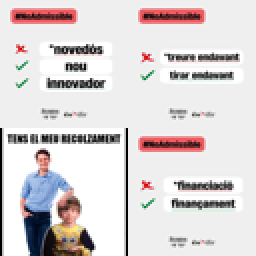 #NoAdmissible
*novedós
nou
innovador
#NoAdmissible
*treure endavant
tirar endavant
TENS EL MEU RECOLZAMENT
#NoAdmissible
*financiació
finançament